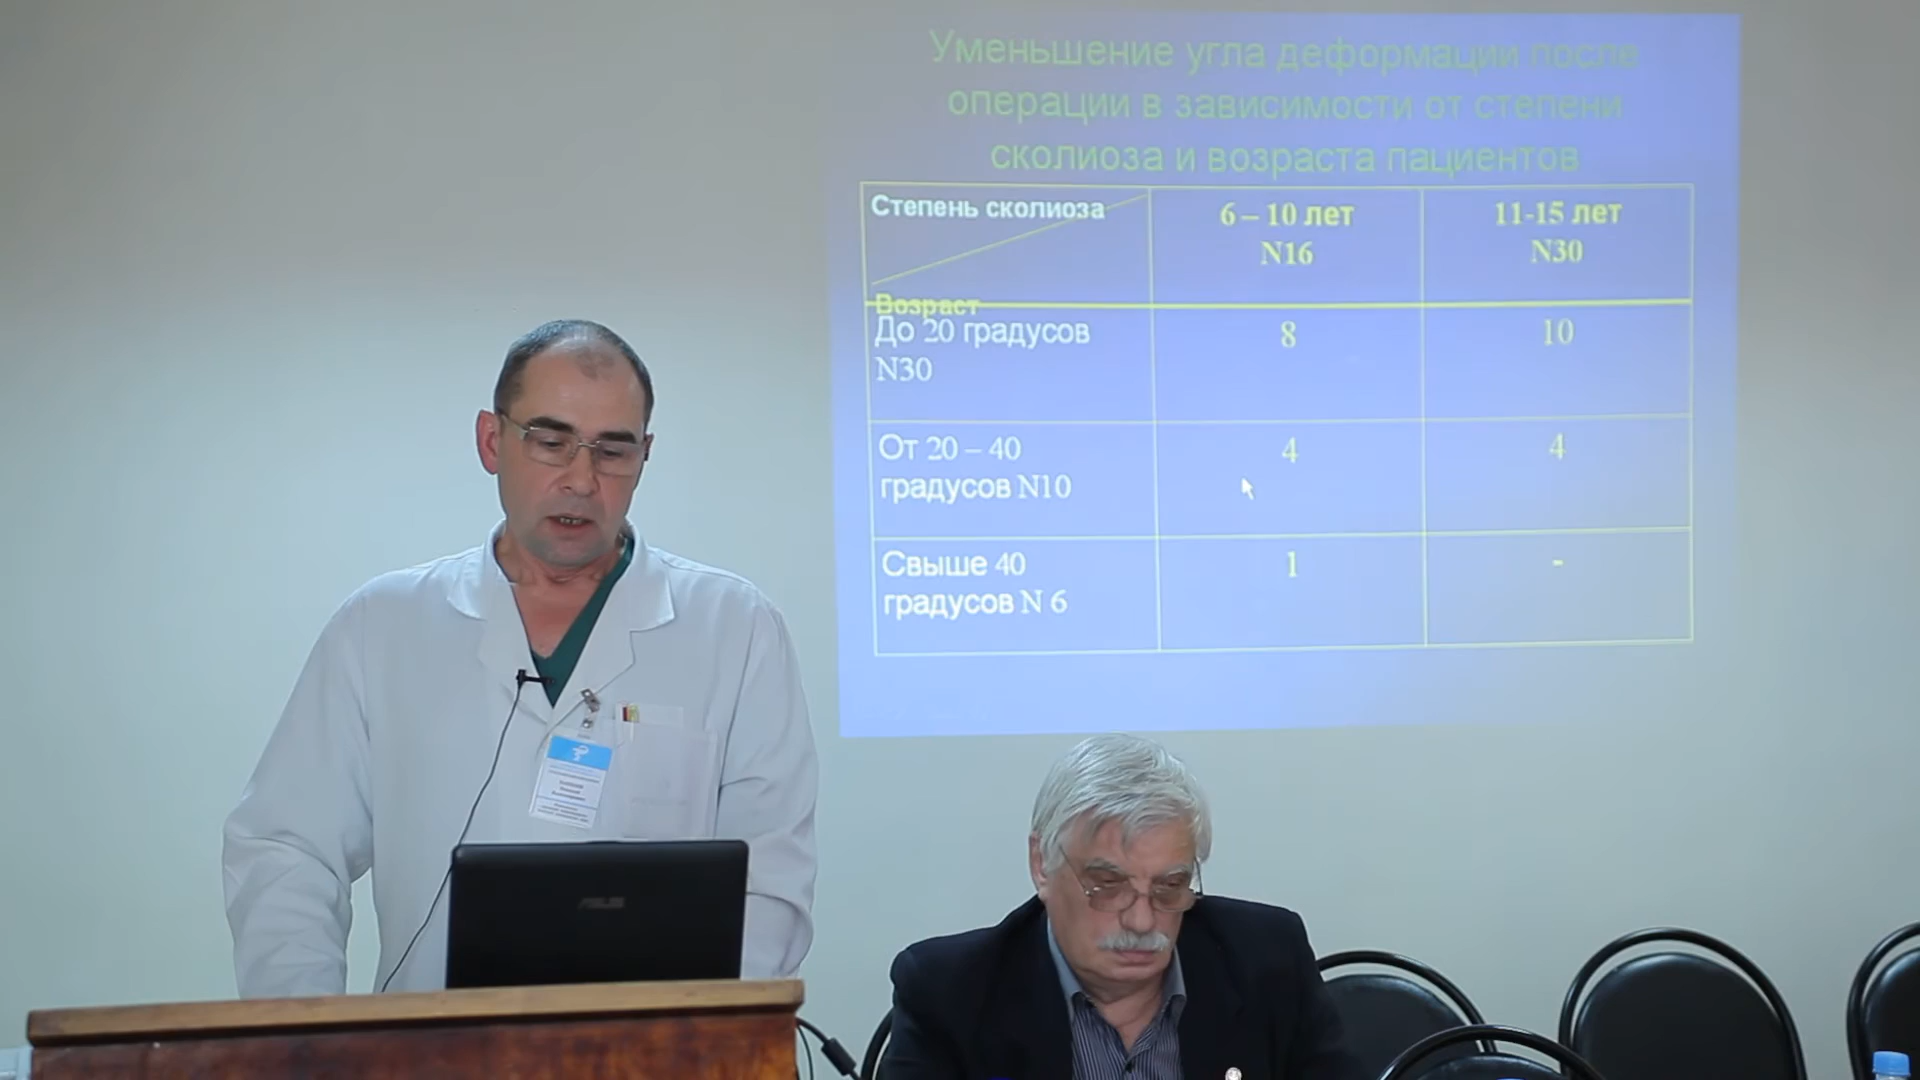 Уменьшение угла деформации после
операции в зависимости от степени
сколиоза и возраста пациентов
Степень сколиоза
Возраст
6 – 10 лет
N16
11-15 лет
N30
До 20 градусов
N30
8
10
От 20 – 40
градусов N10
4
4
Свыше 40
градусов N 6
1
-
ASUS